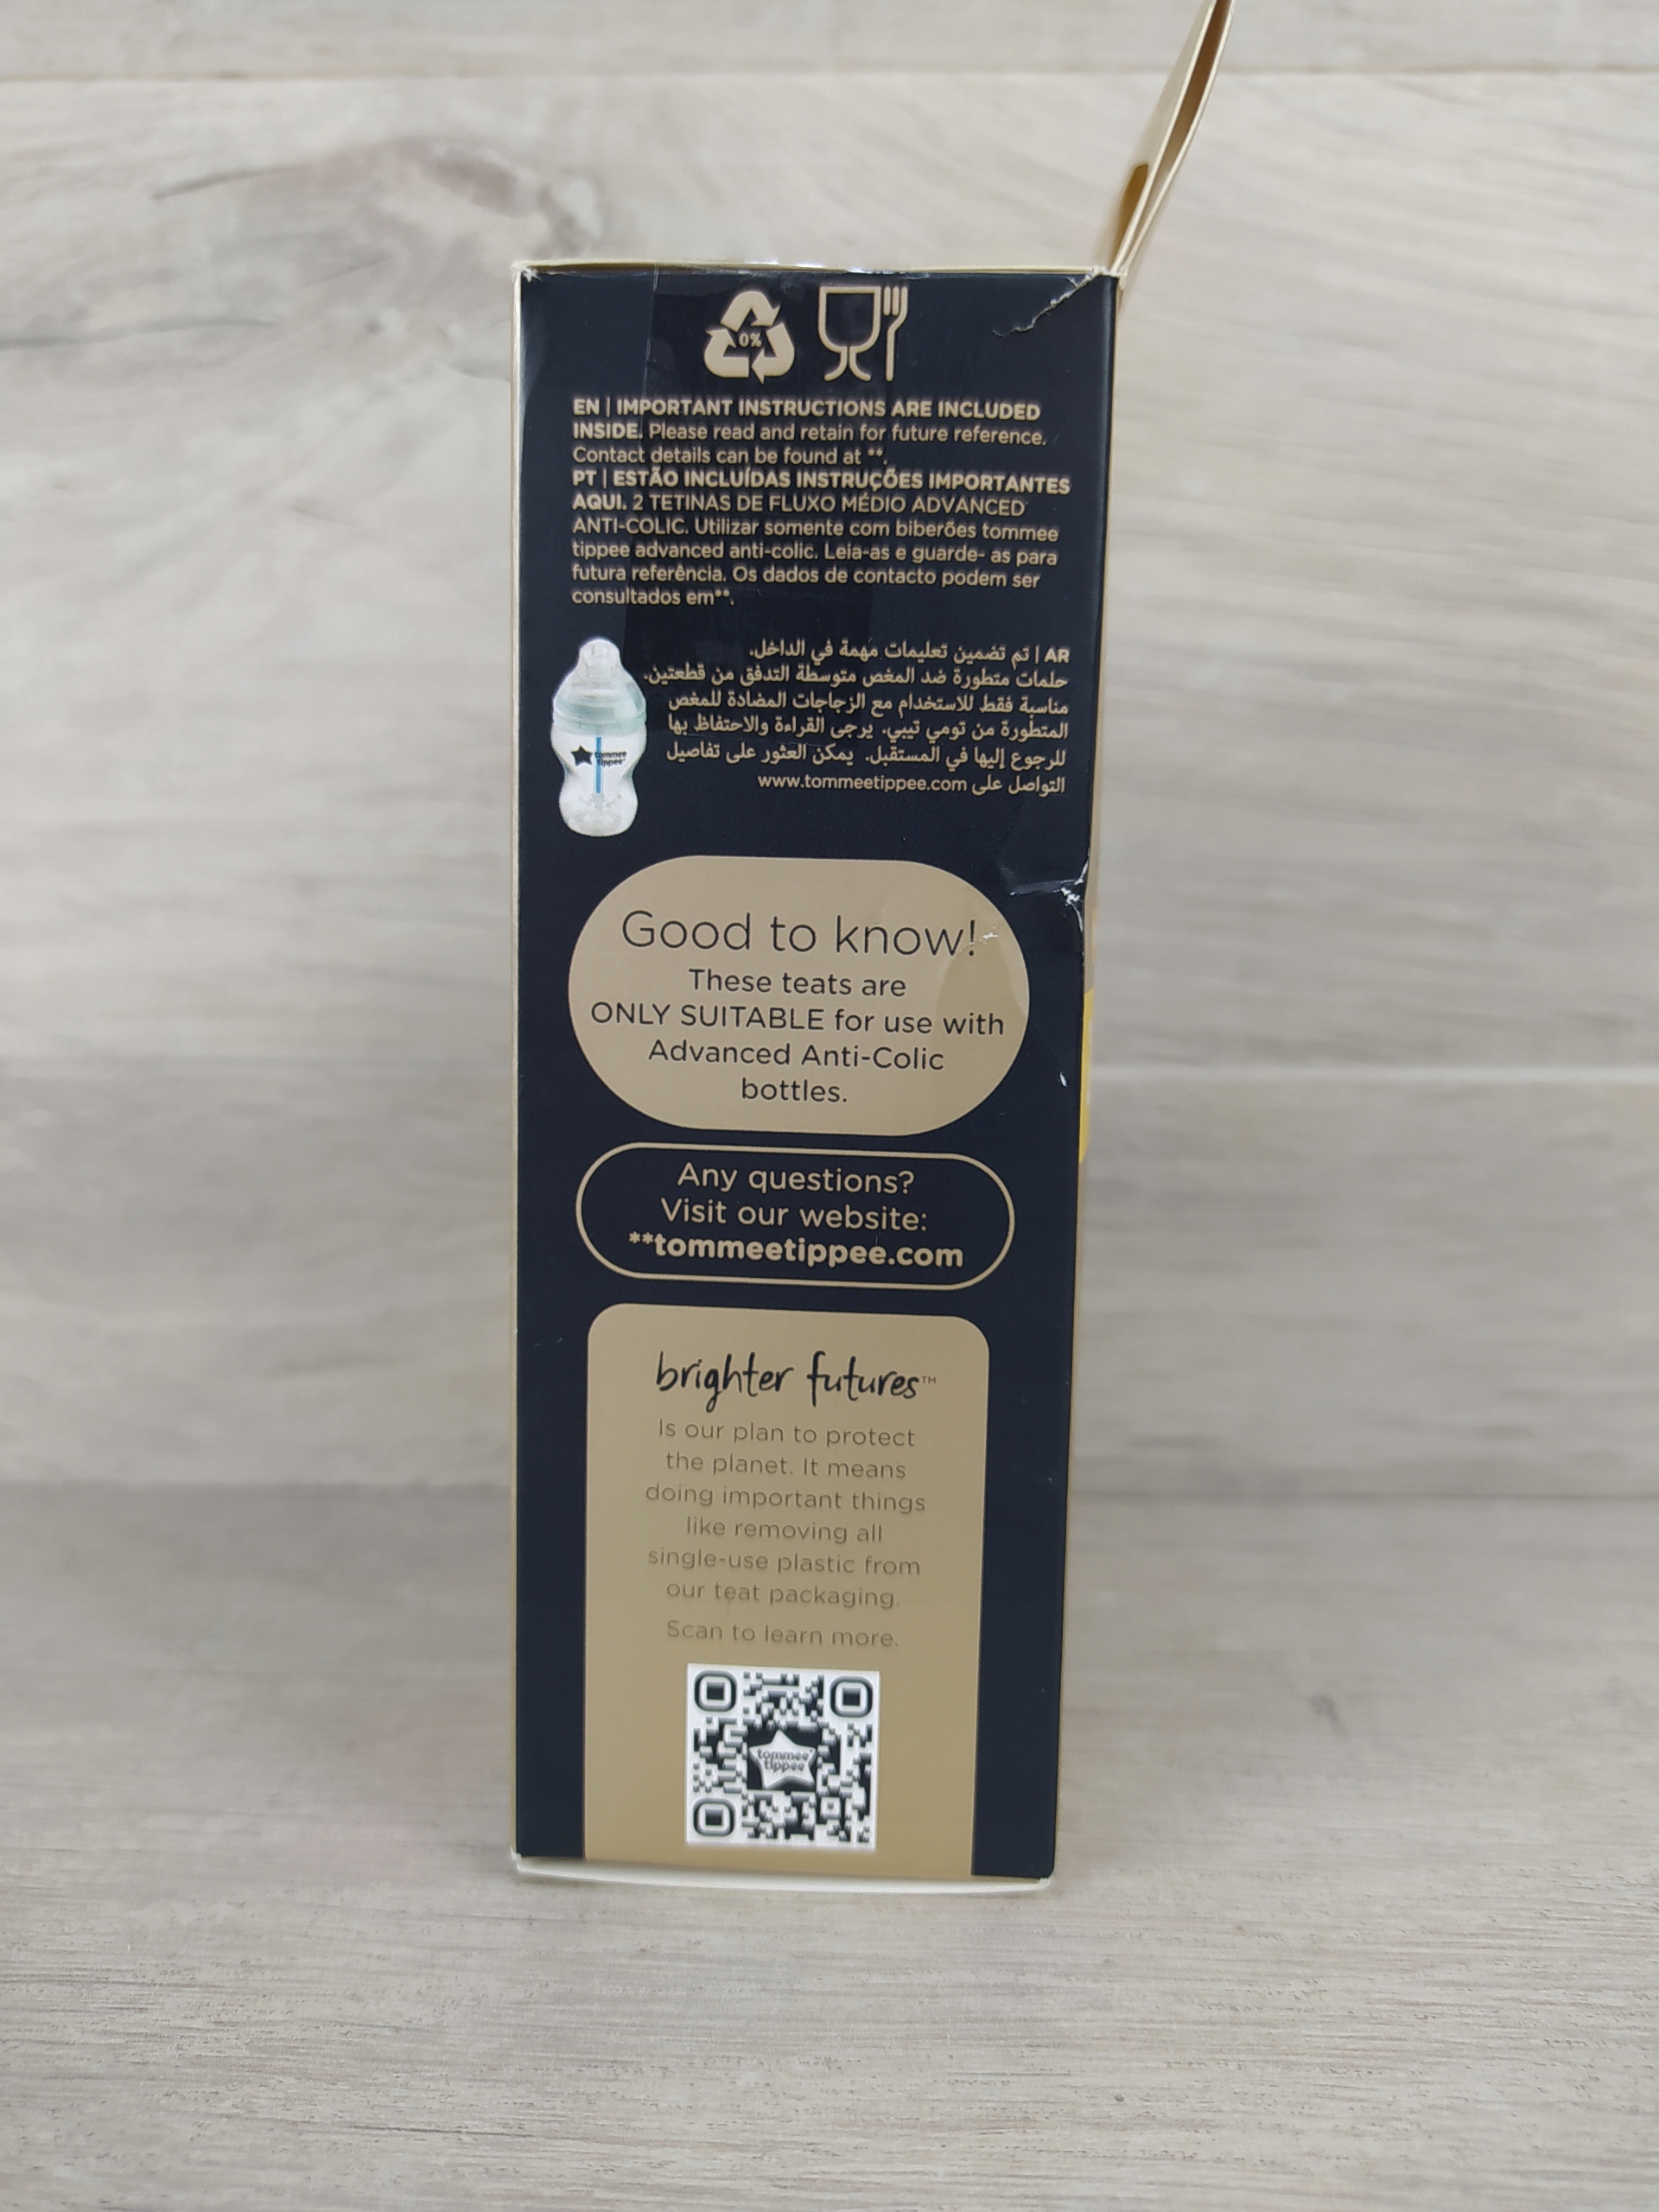 0%
EN | IMPORTANT INSTRUCTIONS ARE INCLUDED
INSIDE. Please read and retain for future reference.
Contact details can be found at **.
PT | ESTÃO INCLUÍDAS INSTRUÇÕES IMPORTANTES
AQUI. 2 TETINAS DE FLUXO MÉDIO ADVANCED
ANTI-COLIC. Utilizar somente com biberões tommee
tippee advanced anti-colic. Leia-as e guarde- as para
futura referência. Os dados de contacto podem ser
consultados em**.
AR | تم تضمين تعليمات مهمة في الداخل.
حلمات متطورة ضد المغص متوسطة التدفق من قطعتين.
مناسبة فقط للاستخدام مع الزجاجات المضادة للمغص
المتطورة من تومي تيبي. يرجى القراءة والاحتفاظ بها
للرجوع إليها في المستقبل. يمكن العثور على تفاصيل
التواصل على www.tommeetippee.com
tommee
tippee
Good to know!
These teats are
ONLY SUITABLE for use with
Advanced Anti-Colic
bottles.
Any questions?
Visit our website:
**tommeetippee.com
brighter futures™
Is our plan to protect
the planet. It means
doing important things
like removing all
single-use plastic from
our teat packaging.
Scan to learn more.
tommee
tippee